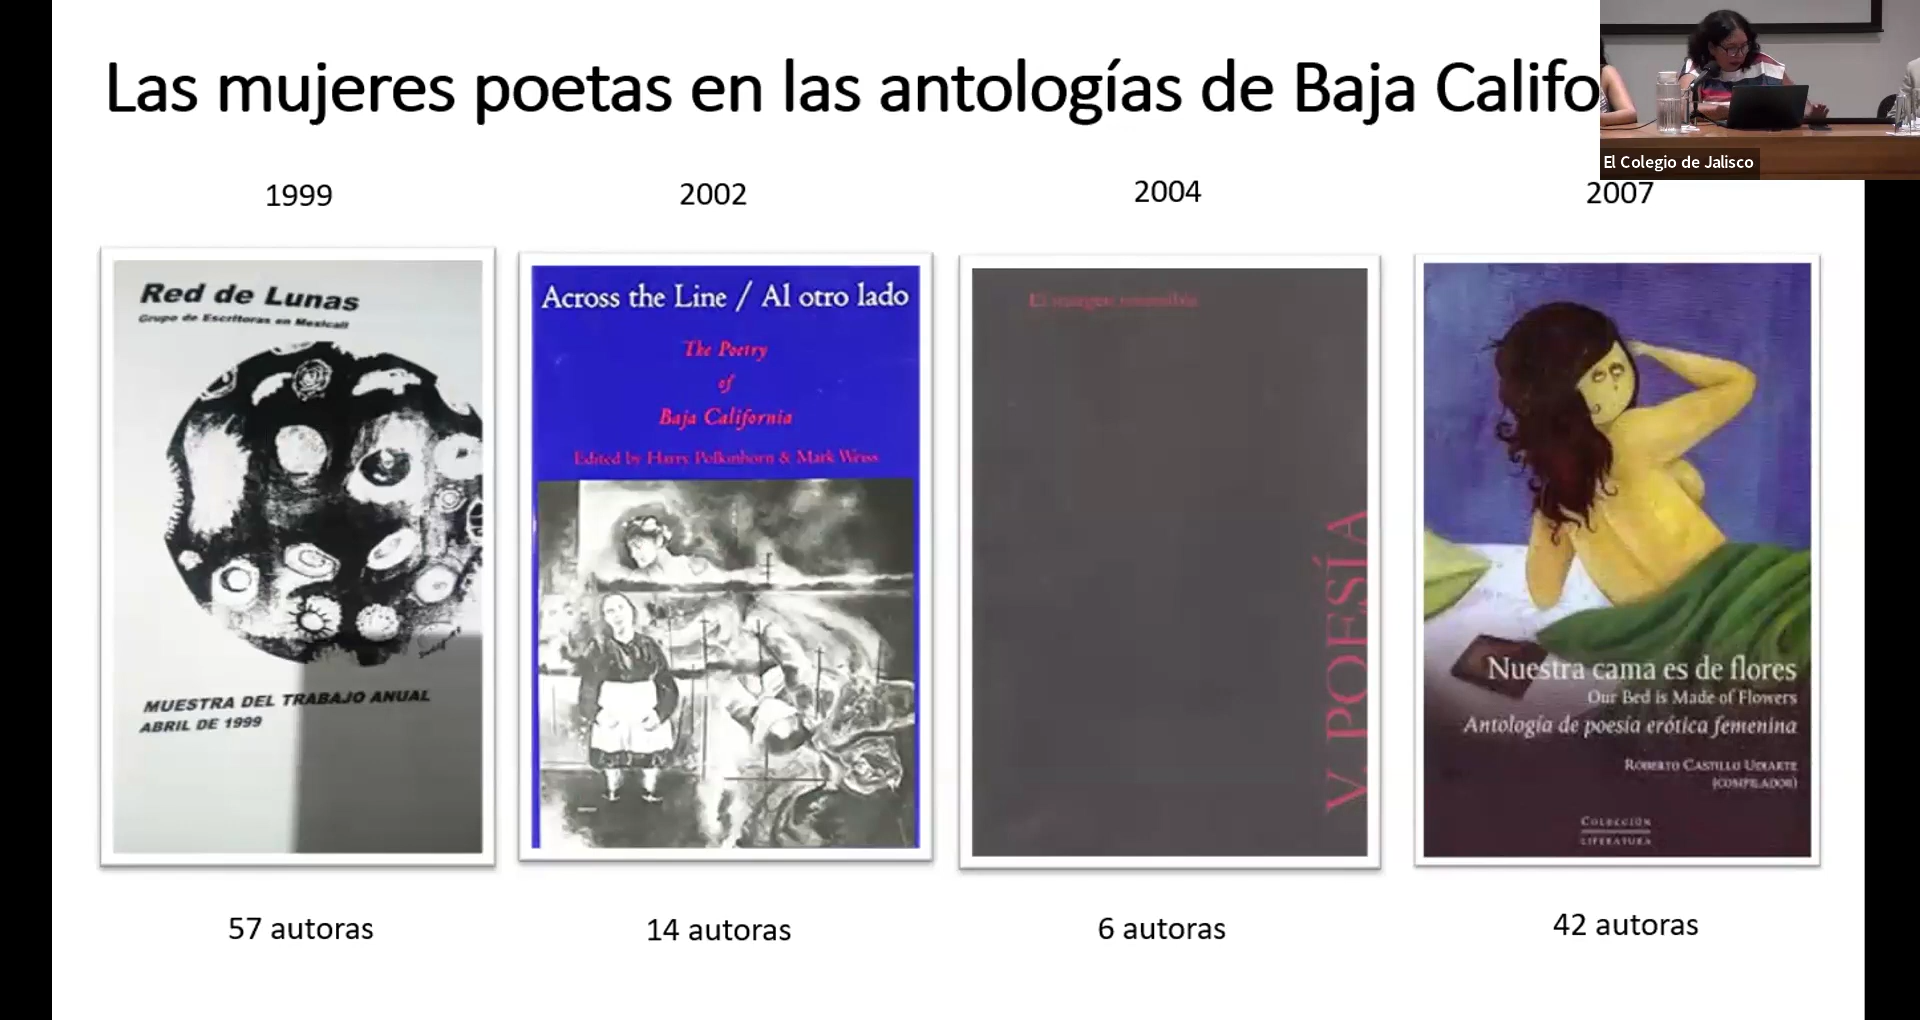 Las mujeres poetas en las antologías de Baja Califo
El Colegio de Jalisco
1999
2002
2004
2007
Red de Lunas
Grupo de Escritoras en Mexicali
MUESTRA DEL TRABAJO ANUAL
ABRIL DE 1999
Across the Line / Al otro lado
The Poetry
of
Baja California
Edited by Harry Polkinhorn & Mark Weiss
El margen
V. POESÍA
Nuestra cama es de flores
Our Bed is Made of Flowers
Antología de poesía erótica femenina
ROBERTO CASTILLO UDIARTE
(COMPILADOR)
COLECCIÓN
LITERATURA
57 autoras
14 autoras
6 autoras
42 autoras